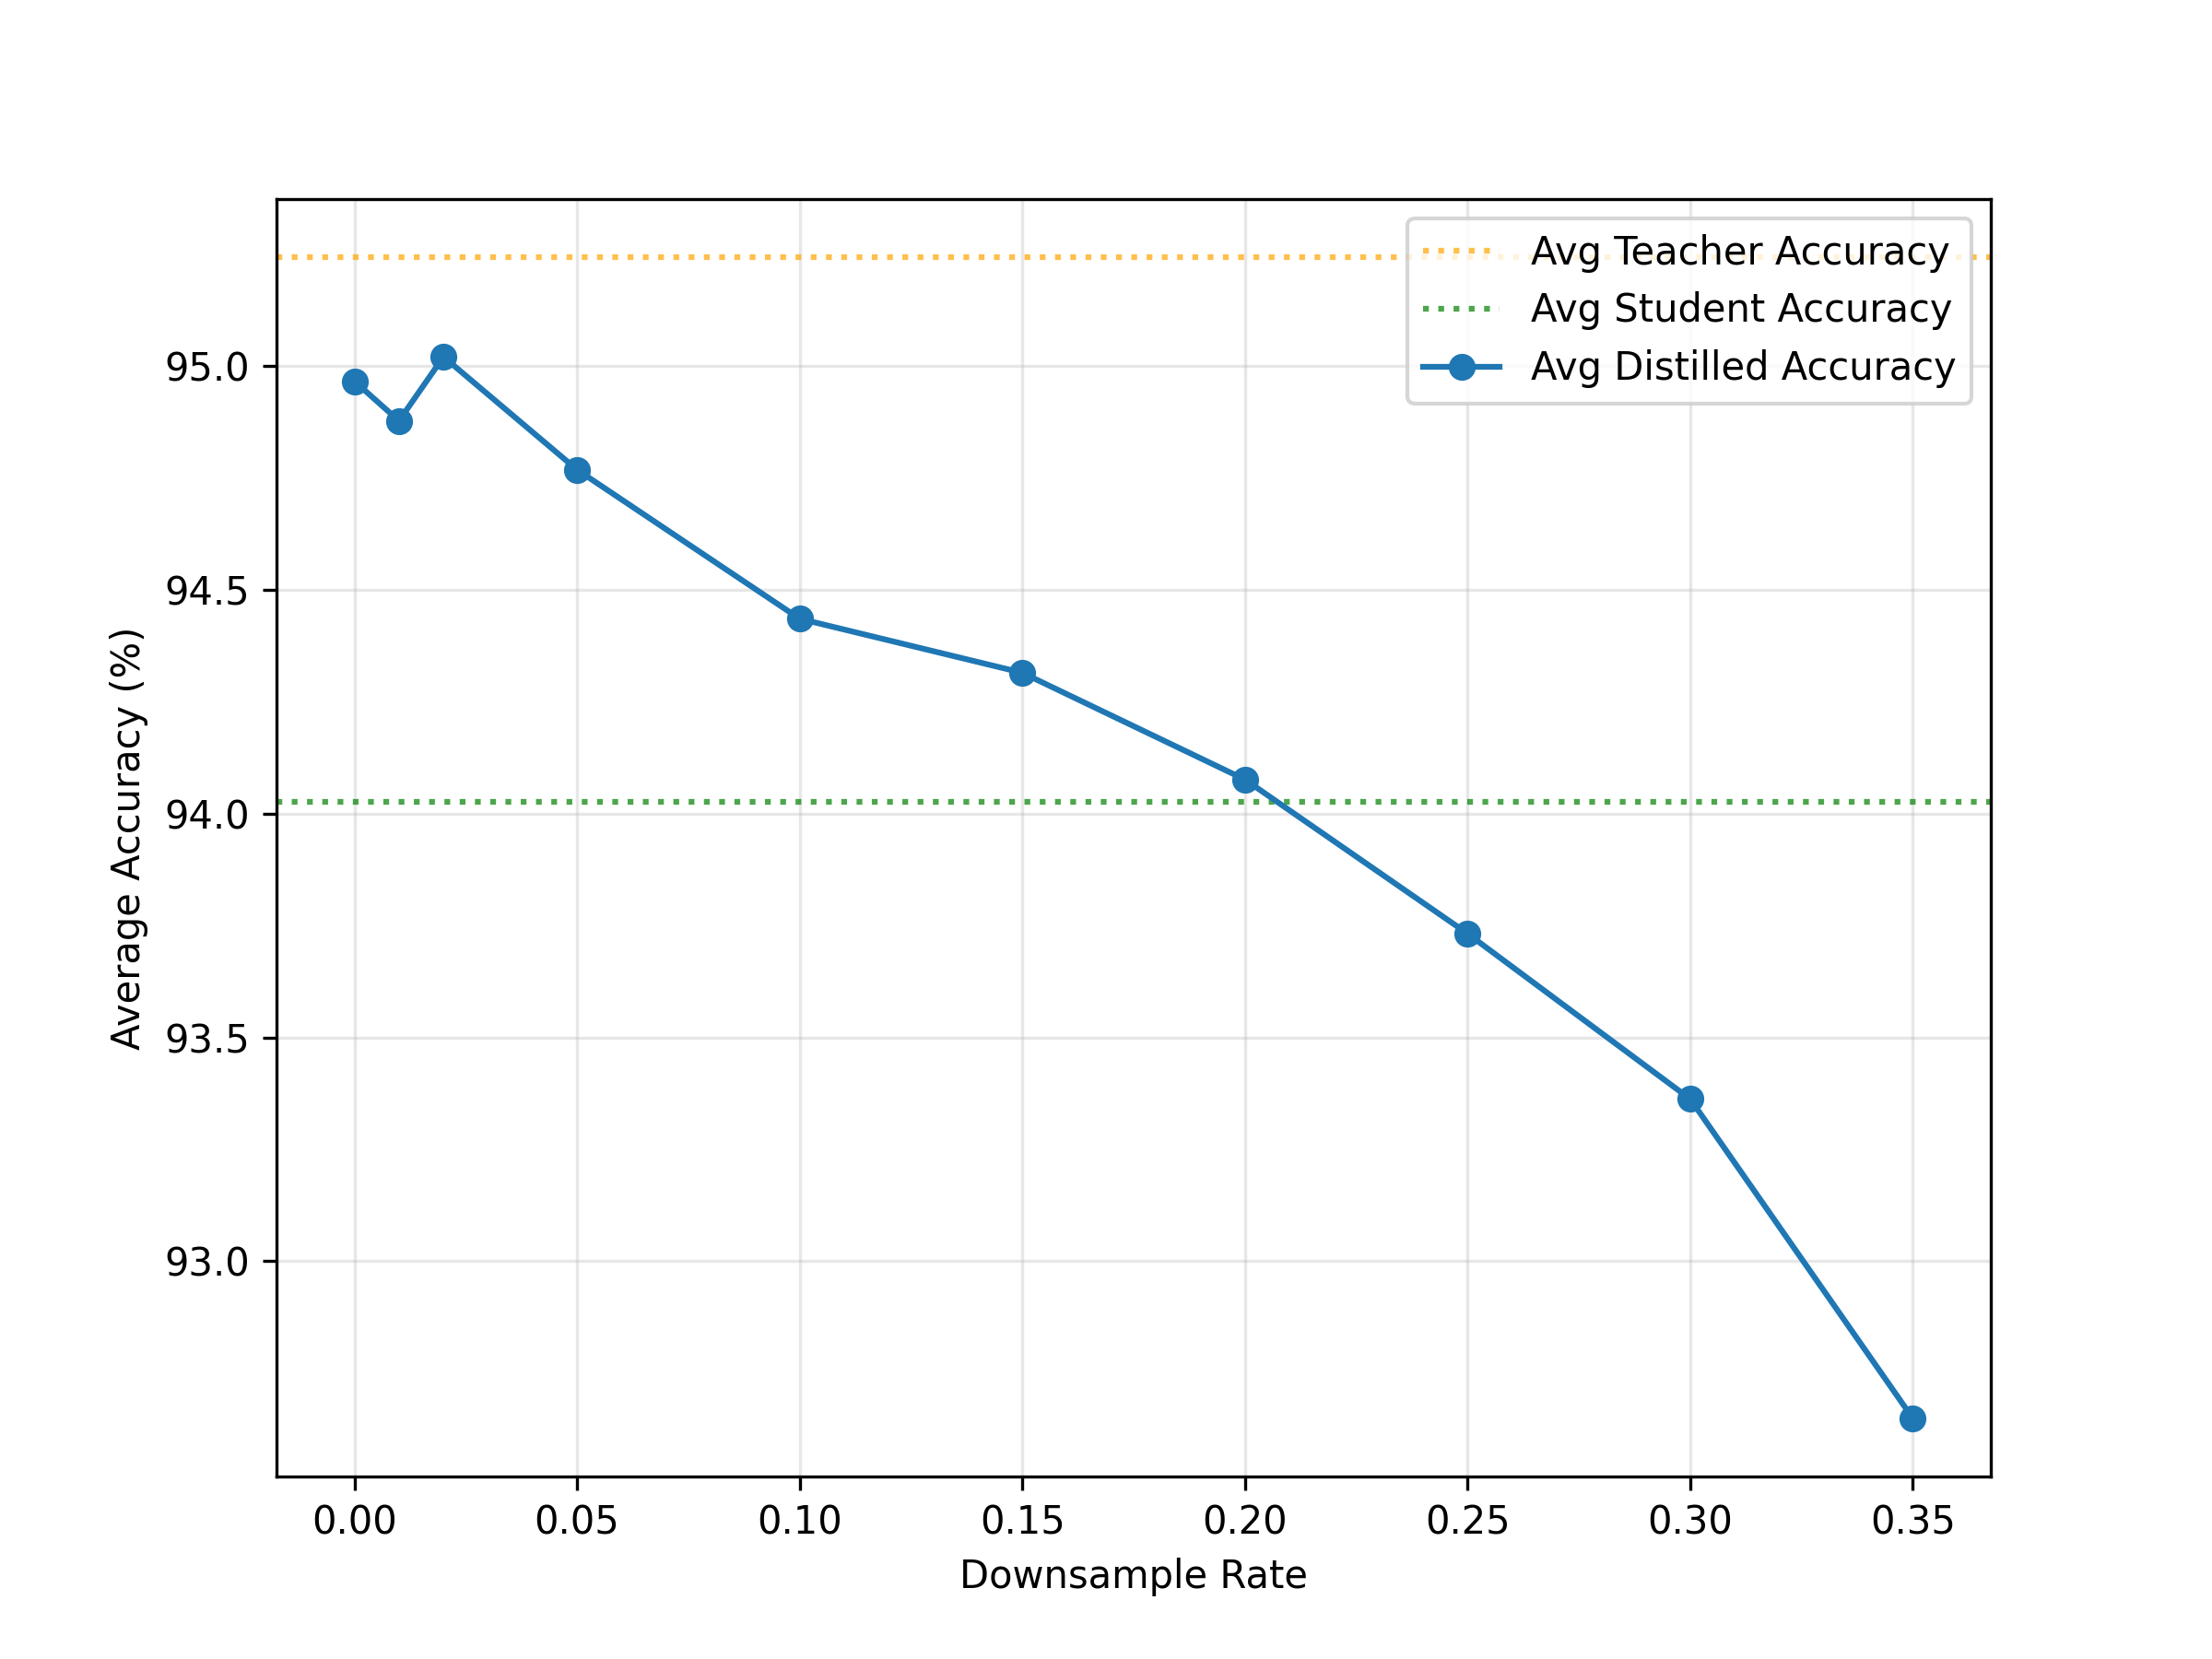 Avg Teacher Accuracy
Avg Student Accuracy
Avg Distilled Accuracy
95.0
94.5
94.0
93.5
93.0
Average Accuracy (%)
0.00 0.05 0.10 0.15 0.20 0.25 0.30 0.35
Downsample Rate